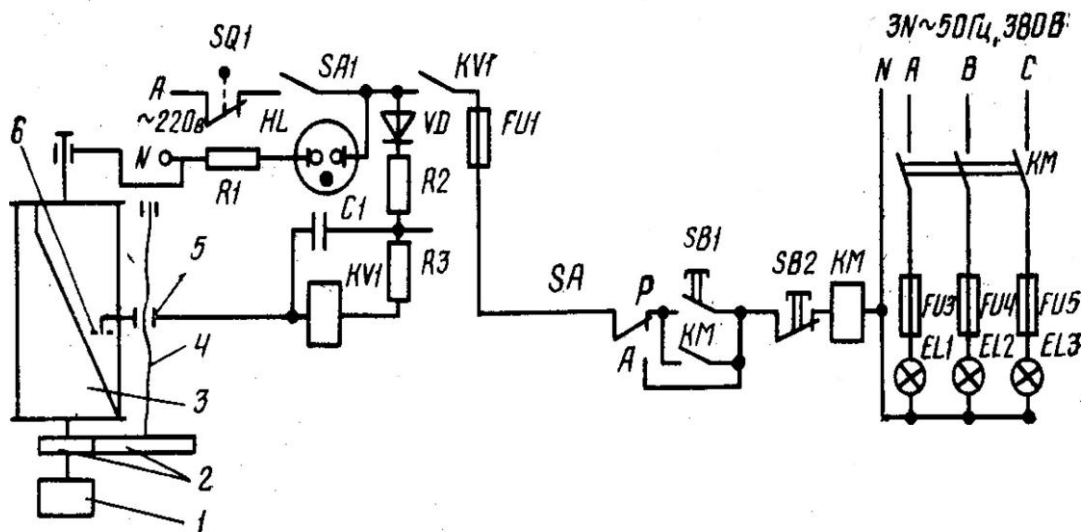 3N~50Гц, 380В
SQ1
SA1
KV1
N A B C
A
~220в
HL
VD
FU1
6
N
KM
R1
R2
C1
SB1
5
KV1
R3
SA
P
SB2
KM
FU3
FU4
FU5
KM
EL1
EL2
EL3
4
A
3
2
1